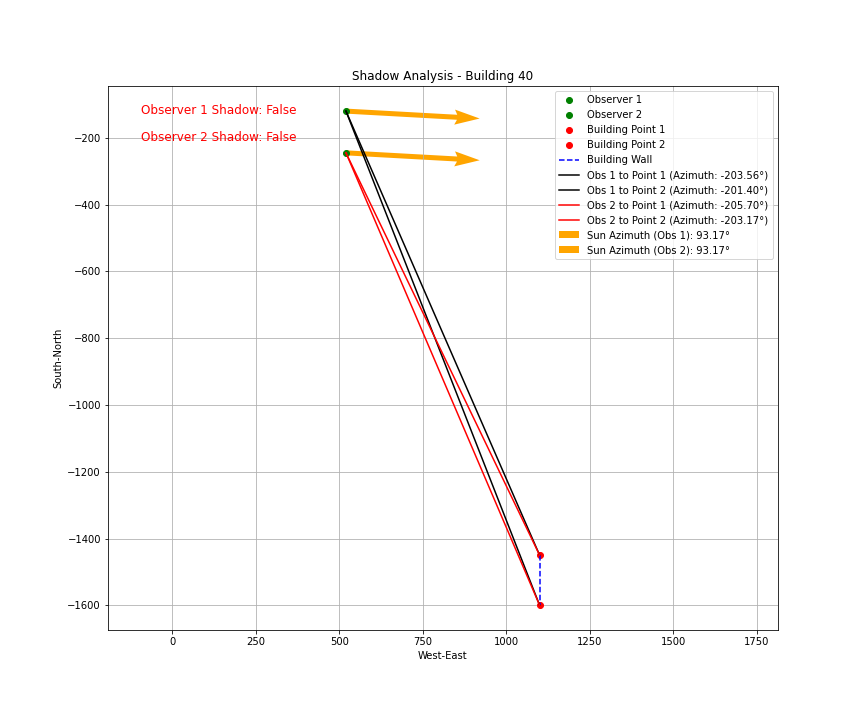 Shadow Analysis - Building 40
Observer 1 Shadow: False
Observer 2 Shadow: False
Observer 1
Observer 2
Building Point 1
Building Point 2
Building Wall
Obs 1 to Point 1 (Azimuth: -203.56°)
Obs 1 to Point 2 (Azimuth: -201.40°)
Obs 2 to Point 1 (Azimuth: -205.70°)
Obs 2 to Point 2 (Azimuth: -203.17°)
Sun Azimuth (Obs 1): 93.17°
Sun Azimuth (Obs 2): 93.17°
South-North
−200
−400
−600
−800
−1000
−1200
−1400
−1600
0 250 500 750 1000 1250 1500 1750
West-East